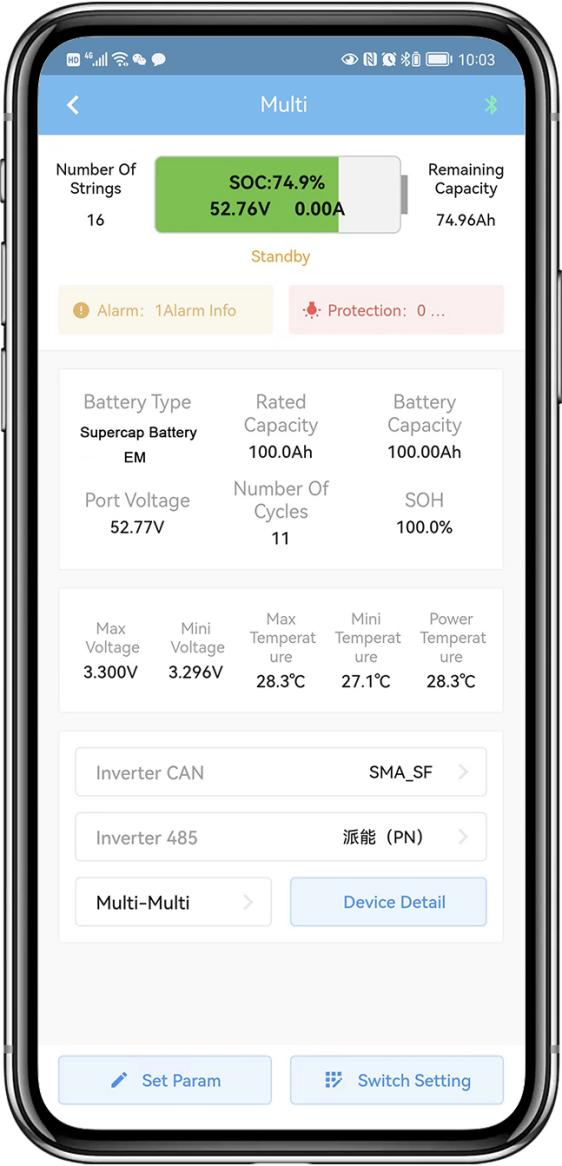 HD 4G 10:03
Multi
Number Of
Strings
16
SOC:74.9%
52.76V 0.00A
Remaining
Capacity
74.96Ah
Standby
Alarm: 1Alarm Info
Protection: 0 ...
Battery Type
Supercap Battery
EM
Rated
Capacity
100.0Ah
Battery
Capacity
100.00Ah
Port Voltage
52.77V
Number Of
Cycles
11
SOH
100.0%
Max
Voltage
3.300V
Mini
Voltage
3.296V
Max
Temperat
ure
28.3℃
Mini
Temperat
ure
27.1℃
Power
Temperat
ure
28.3℃
Inverter CAN SMA_SF
Inverter 485 派能（PN）
Multi-Multi
Device Detail
Set Param
Switch Setting